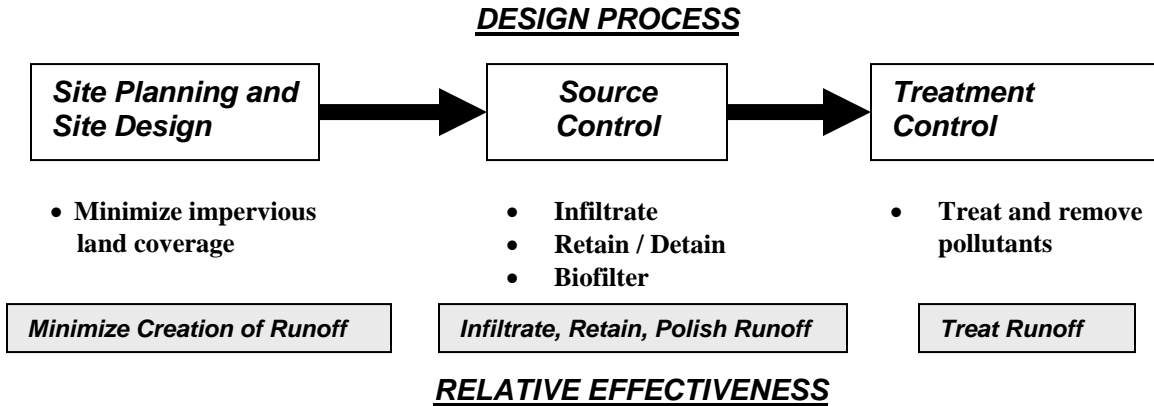 DESIGN PROCESS
Site Planning and
Site Design
Source
Control
Treatment
Control
• Minimize impervious
land coverage
• Infiltrate
• Retain / Detain
• Biofilter
• Treat and remove
pollutants
Minimize Creation of Runoff
Infiltrate, Retain, Polish Runoff
Treat Runoff
RELATIVE EFFECTIVENESS